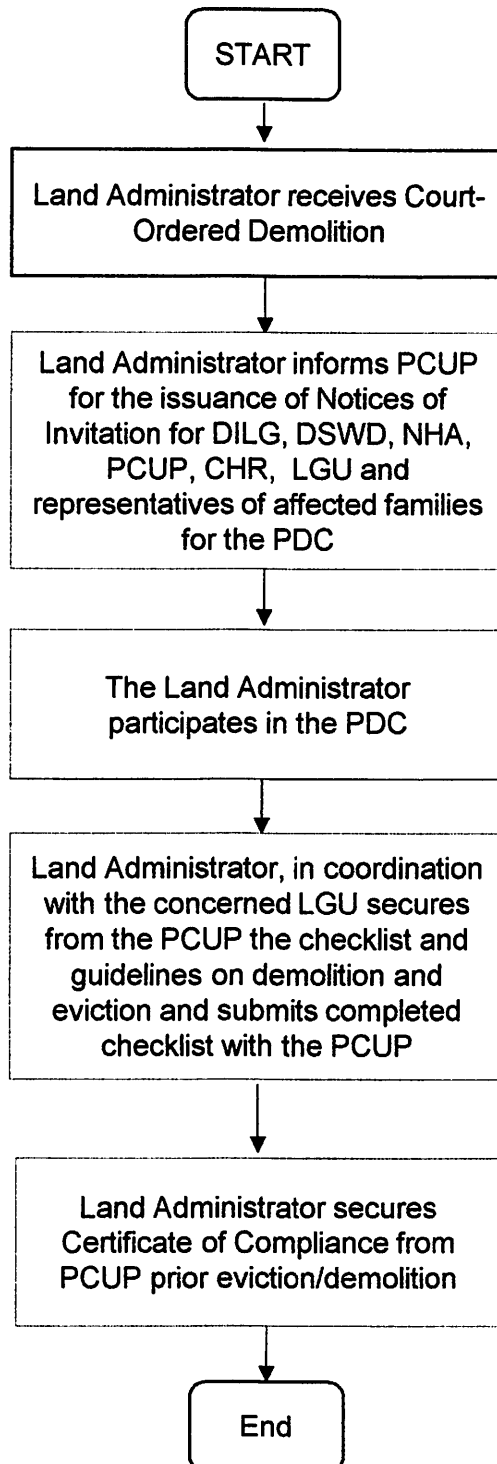 START
Land Administrator receives Court-
Ordered Demolition
Land Administrator informs PCUP
for the issuance of Notices of
Invitation for DILG, DSWD, NHA,
PCUP, CHR, LGU and
representatives of affected families
for the PDC
The Land Administrator
participates in the PDC
Land Administrator, in coordination
with the concerned LGU secures
from the PCUP the checklist and
guidelines on demolition and
eviction and submits completed
checklist with the PCUP
Land Administrator secures
Certificate of Compliance from
PCUP prior eviction/demolition
End